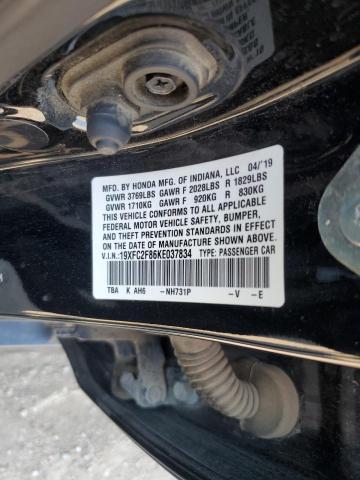 MFD. BY HONDA MFG. OF INDIANA, LLC 04/'19
GVWR 3769LBS GAWR F 2028LBS R 1829LBS
GVWR 1710KG GAWR F 920KG R 830KG
THIS VEHICLE CONFORMS TO ALL APPLICABLE
FEDERAL MOTOR VEHICLE SAFETY, BUMPER,
AND THEFT PREVENTION STANDARDS IN EFFECT
ON THE DATE OF MANUFACTURE SHOWN ABOVE.
V.I.N.:19XFC2F86KE037834 TYPE: PASSENGER CAR
TBA K AH6 -NH731P -V -E